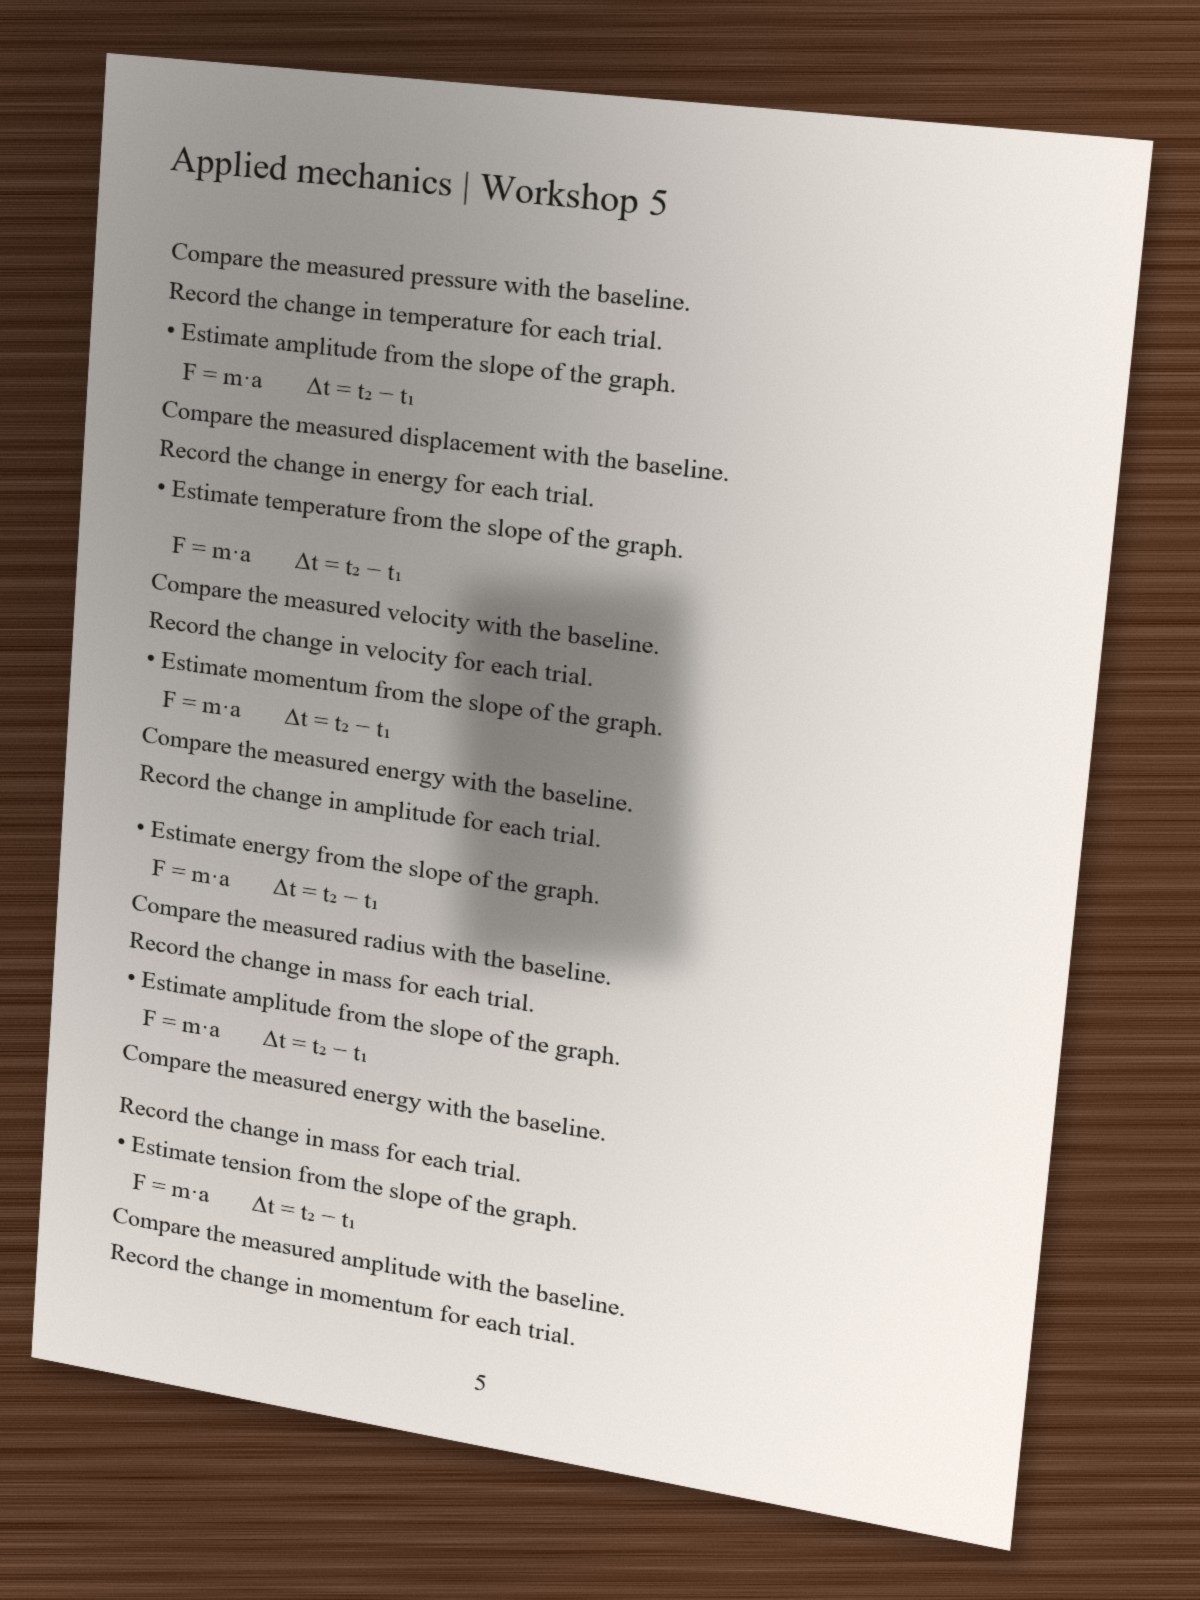 Applied mechanics | Workshop 5
Compare the measured pressure with the baseline.
Record the change in temperature for each trial.
• Estimate amplitude from the slope of the graph.
F = m·a Δt = t₂ − t₁
Compare the measured displacement with the baseline.
Record the change in energy for each trial.
• Estimate temperature from the slope of the graph.
F = m·a Δt = t₂ − t₁
Compare the measured velocity with the baseline.
Record the change in velocity for each trial.
• Estimate momentum from the slope of the graph.
F = m·a Δt = t₂ − t₁
Compare the measured energy with the baseline.
Record the change in amplitude for each trial.
• Estimate energy from the slope of the graph.
F = m·a Δt = t₂ − t₁
Compare the measured radius with the baseline.
Record the change in mass for each trial.
• Estimate amplitude from the slope of the graph.
F = m·a Δt = t₂ − t₁
Compare the measured energy with the baseline.
Record the change in mass for each trial.
• Estimate tension from the slope of the graph.
F = m·a Δt = t₂ − t₁
Compare the measured amplitude with the baseline.
Record the change in momentum for each trial.
5